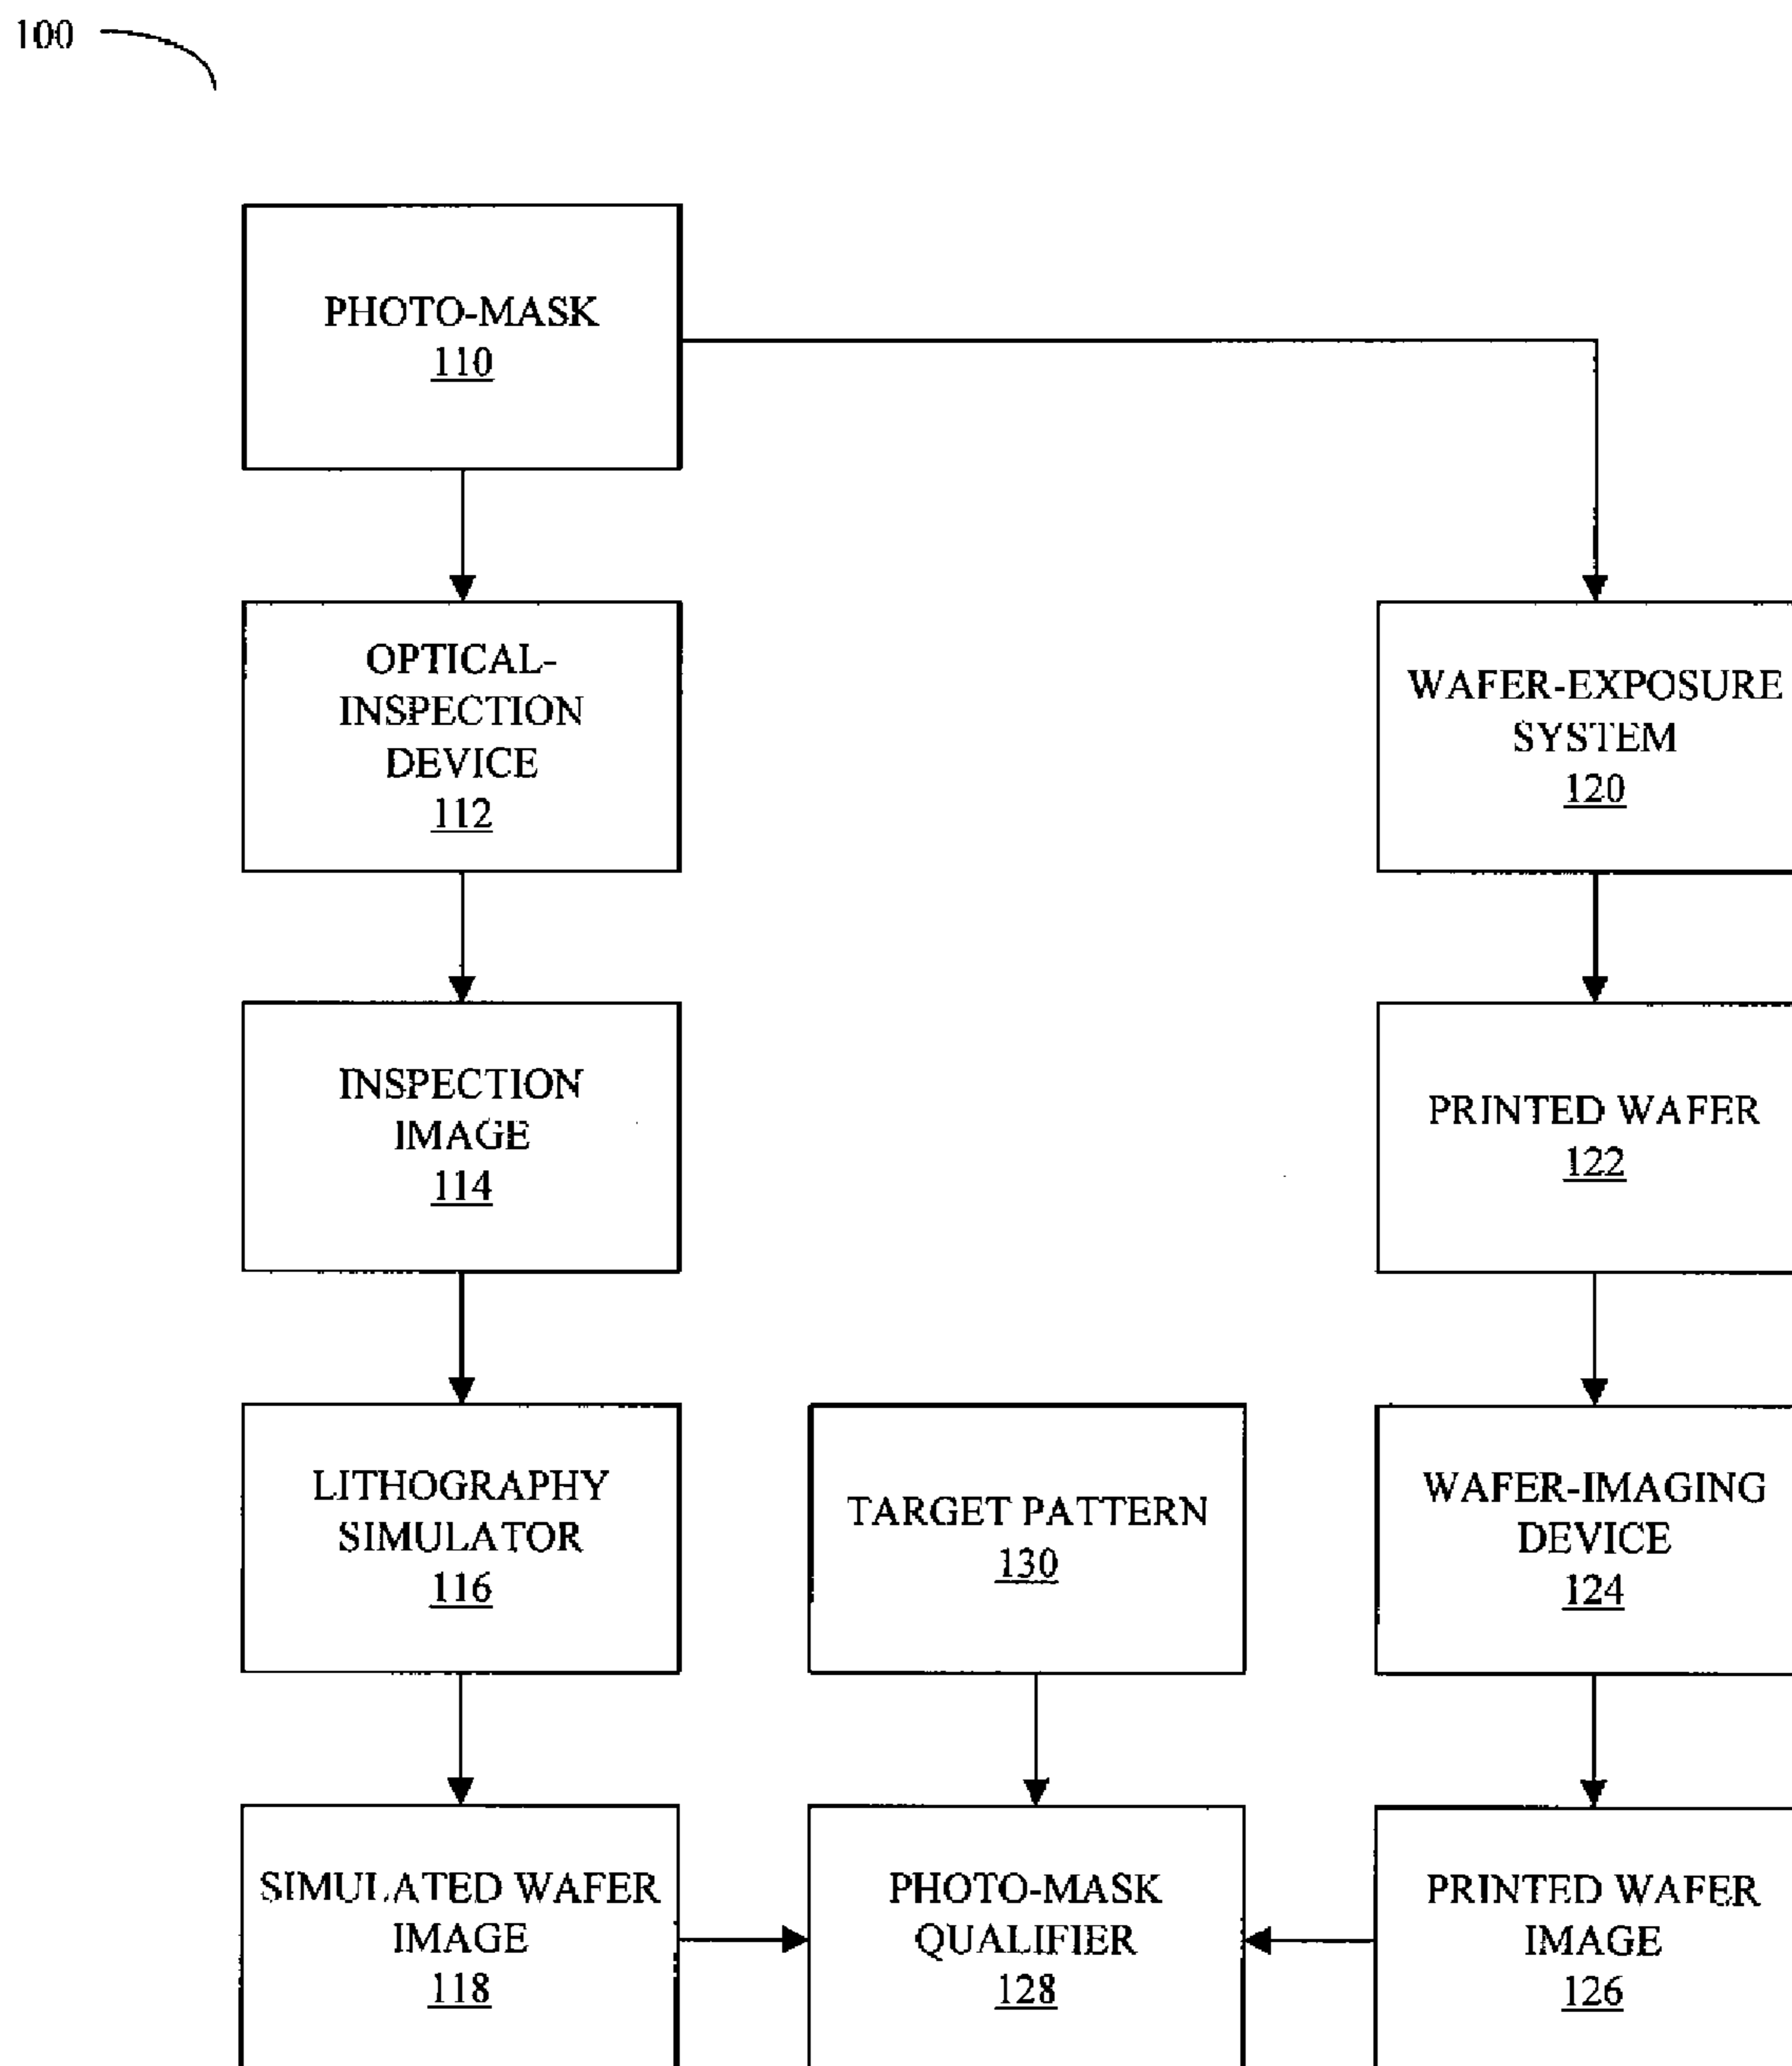 100
PHOTO-MASK
110
OPTICAL-
INSPECTION
DEVICE
112
WAFER-EXPOSURE
SYSTEM
120
INSPECTION
IMAGE
114
PRINTED WAFER
122
LITHOGRAPHY
SIMULATOR
116
TARGET PATTERN
130
WAFER-IMAGING
DEVICE
124
SIMULATED WAFER
IMAGE
118
PHOTO-MASK
QUALIFIER
128
PRINTED WAFER
IMAGE
126